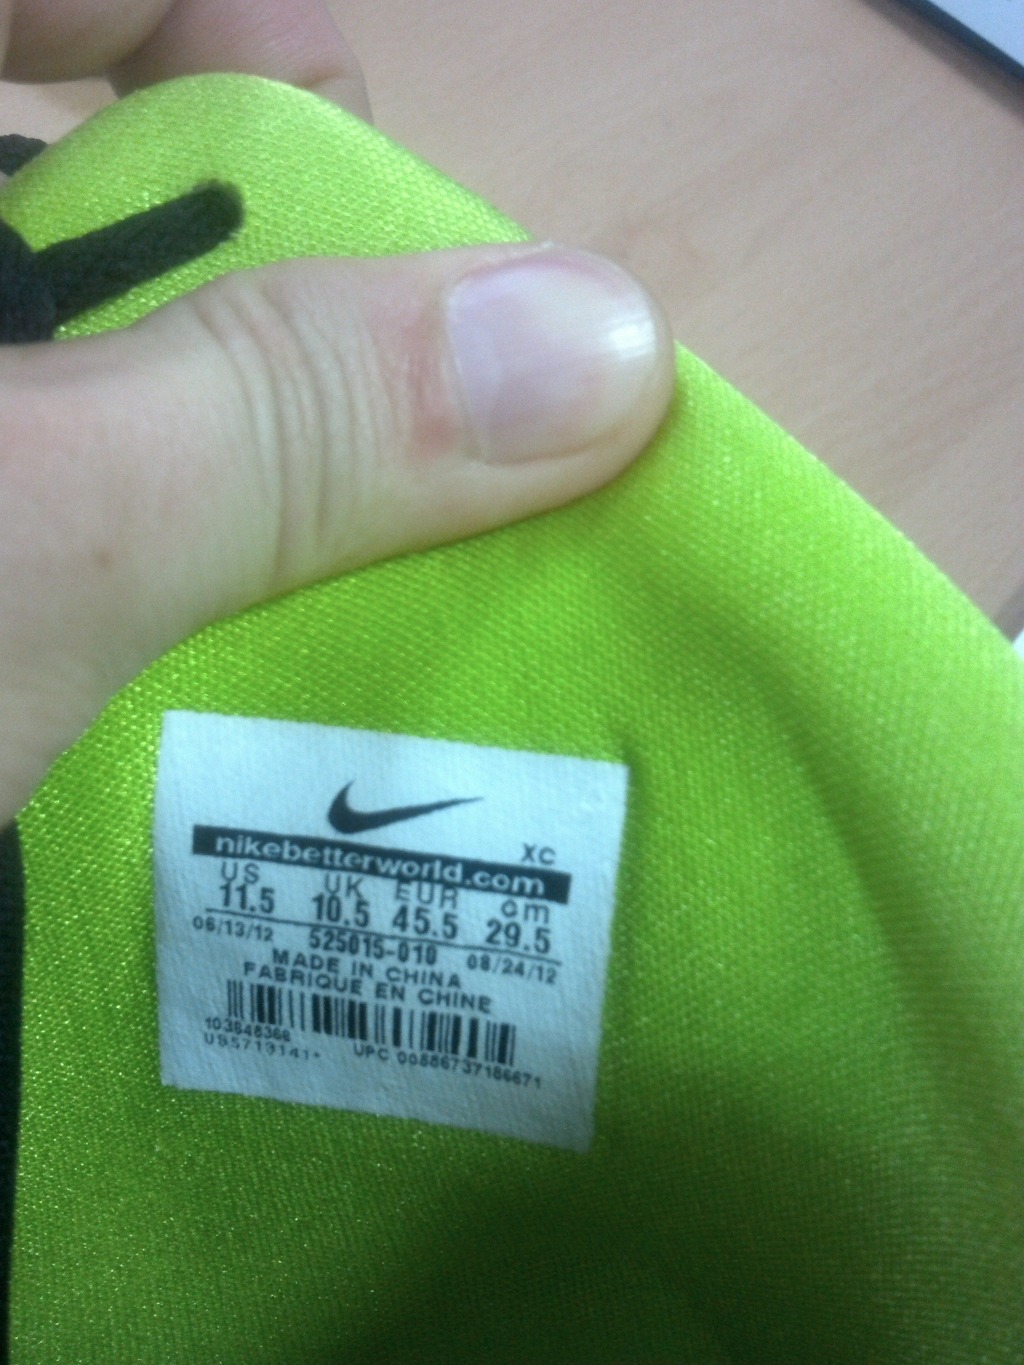 XC
nikebetterworld.com
US UK EUR cm
11.5 10.5 45.5 29.5
06/13/12 525015-010 08/24/12
MADE IN CHINA
FABRIQUE EN CHINE
UPC 00886737186671